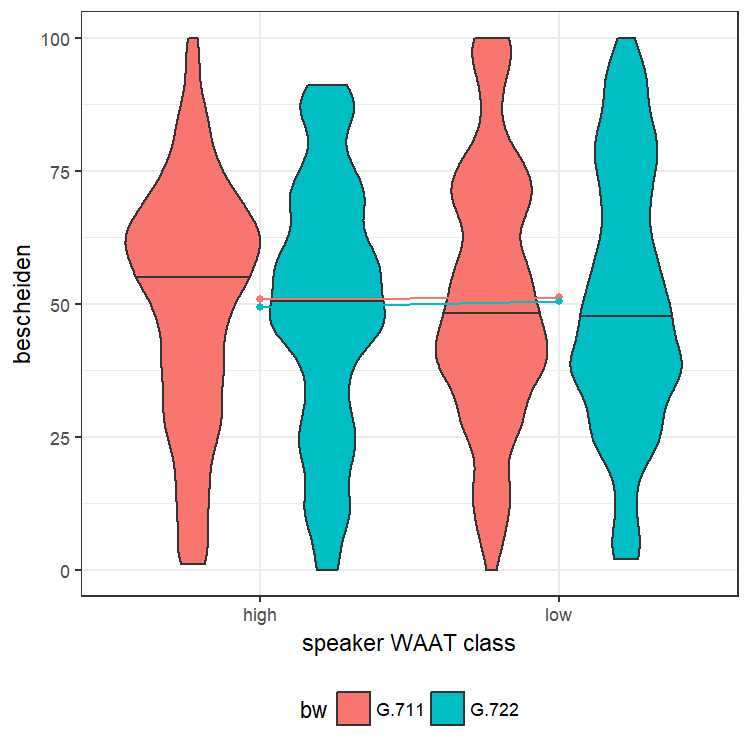 100
75
50
25
0
bescheiden
high low
speaker WAAT class
bw G.711 G.722